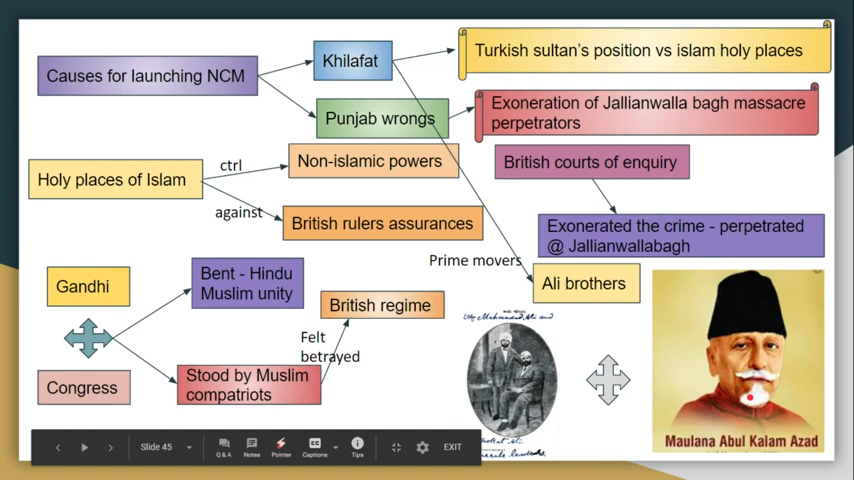 Causes for launching NCM
Khilafat
Turkish sultan's position vs islam holy places
Punjab wrongs
Exoneration of Jallianwalla bagh massacre
perpetrators
Holy places of Islam
ctrl
Non-islamic powers
against
British rulers assurances
British courts of enquiry
Exonerated the crime - perpetrated
@ Jallianwallabagh
Prime movers
Ali brothers
Gandhi
Bent - Hindu
Muslim unity
British regime
Felt
betrayed
Congress
Stood by Muslim
compatriots
Maulana Abul Kalam Azad
Slide 45
Q & A
Notes
Pointer
Captions
Tips
EXIT